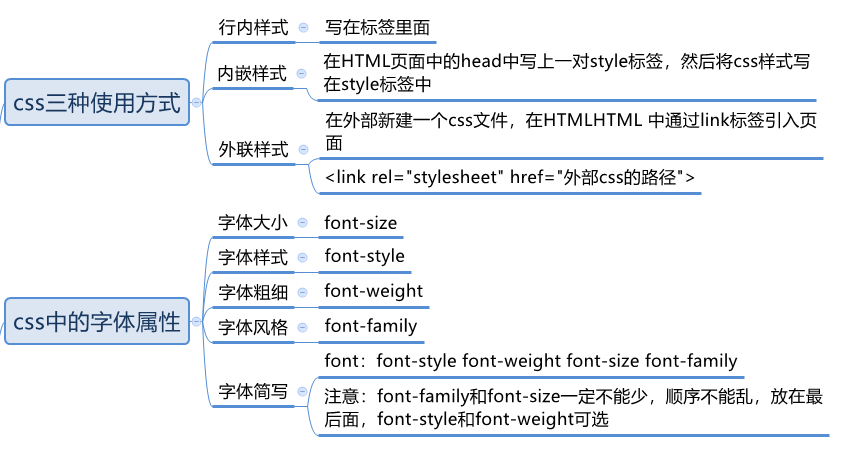 css三种使用方式
行内样式
写在标签里面
内嵌样式
在HTML页面中的head中写上一对style标签，然后将css样式写
在style标签中
外联样式
在外部新建一个css文件，在HTMLHTML 中通过link标签引入页
面
<link rel="stylesheet" href="外部css的路径">
css中的字体属性
字体大小
font-size
字体样式
font-style
字体粗细
font-weight
字体风格
font-family
字体简写
font：font-style font-weight font-size font-family
注意：font-family和font-size一定不能少，顺序不能乱，放在最
后面，font-style和font-weight可选